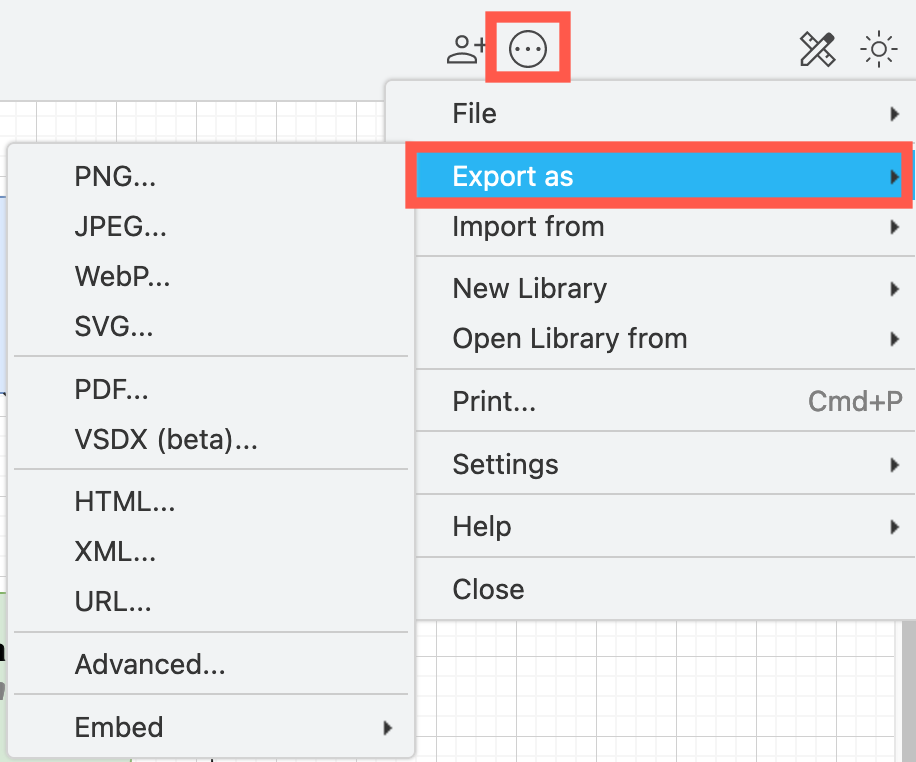 File
Export as
Import from
New Library
Open Library from
Print... Cmd+P
Settings
Help
Close
PNG...
JPEG...
WebP...
SVG...
PDF...
VSDX (beta)...
HTML...
XML...
URL...
Advanced...
Embed